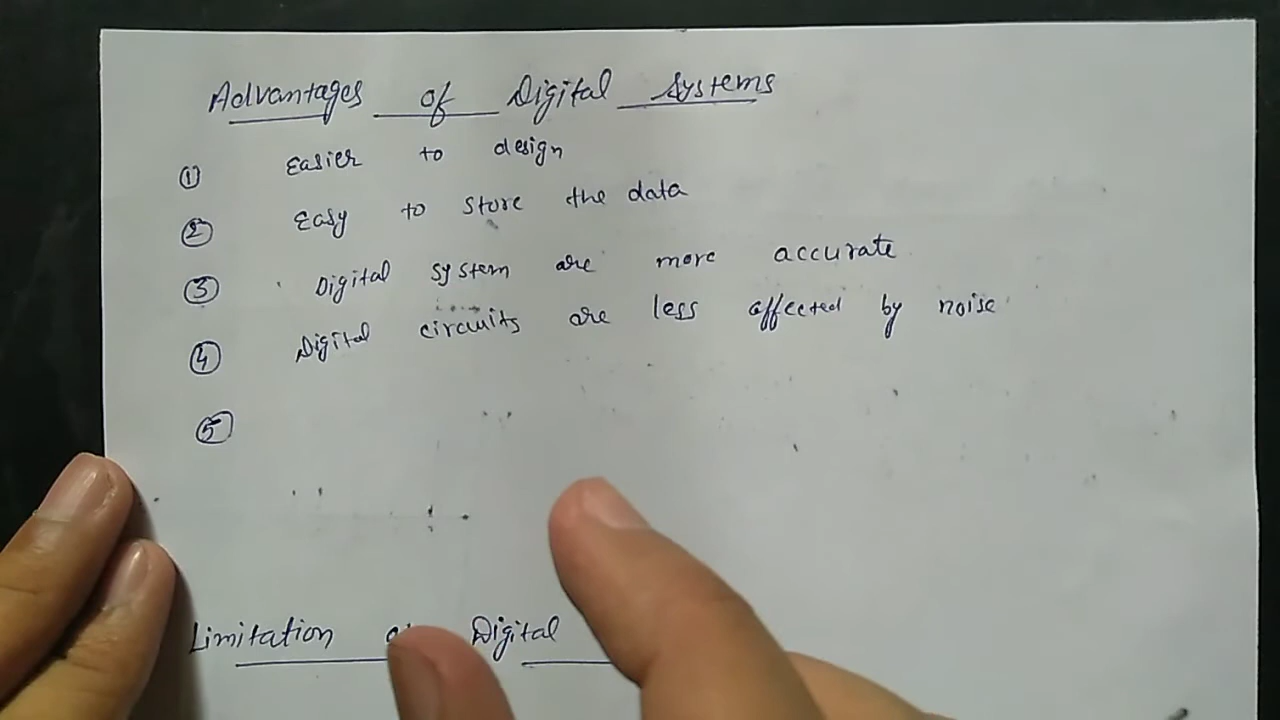 Advantages of Digital Systems
① Easier to design
② Easy to store the data
③ Digital system are more accurate
④ Digital circuits are less affected by noise
⑤
Limitation Digital